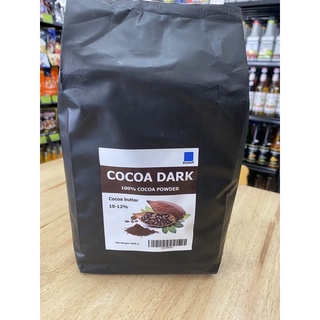 COCOA DARK
100% COCOA POWDER
Cocoa butter
10-12%